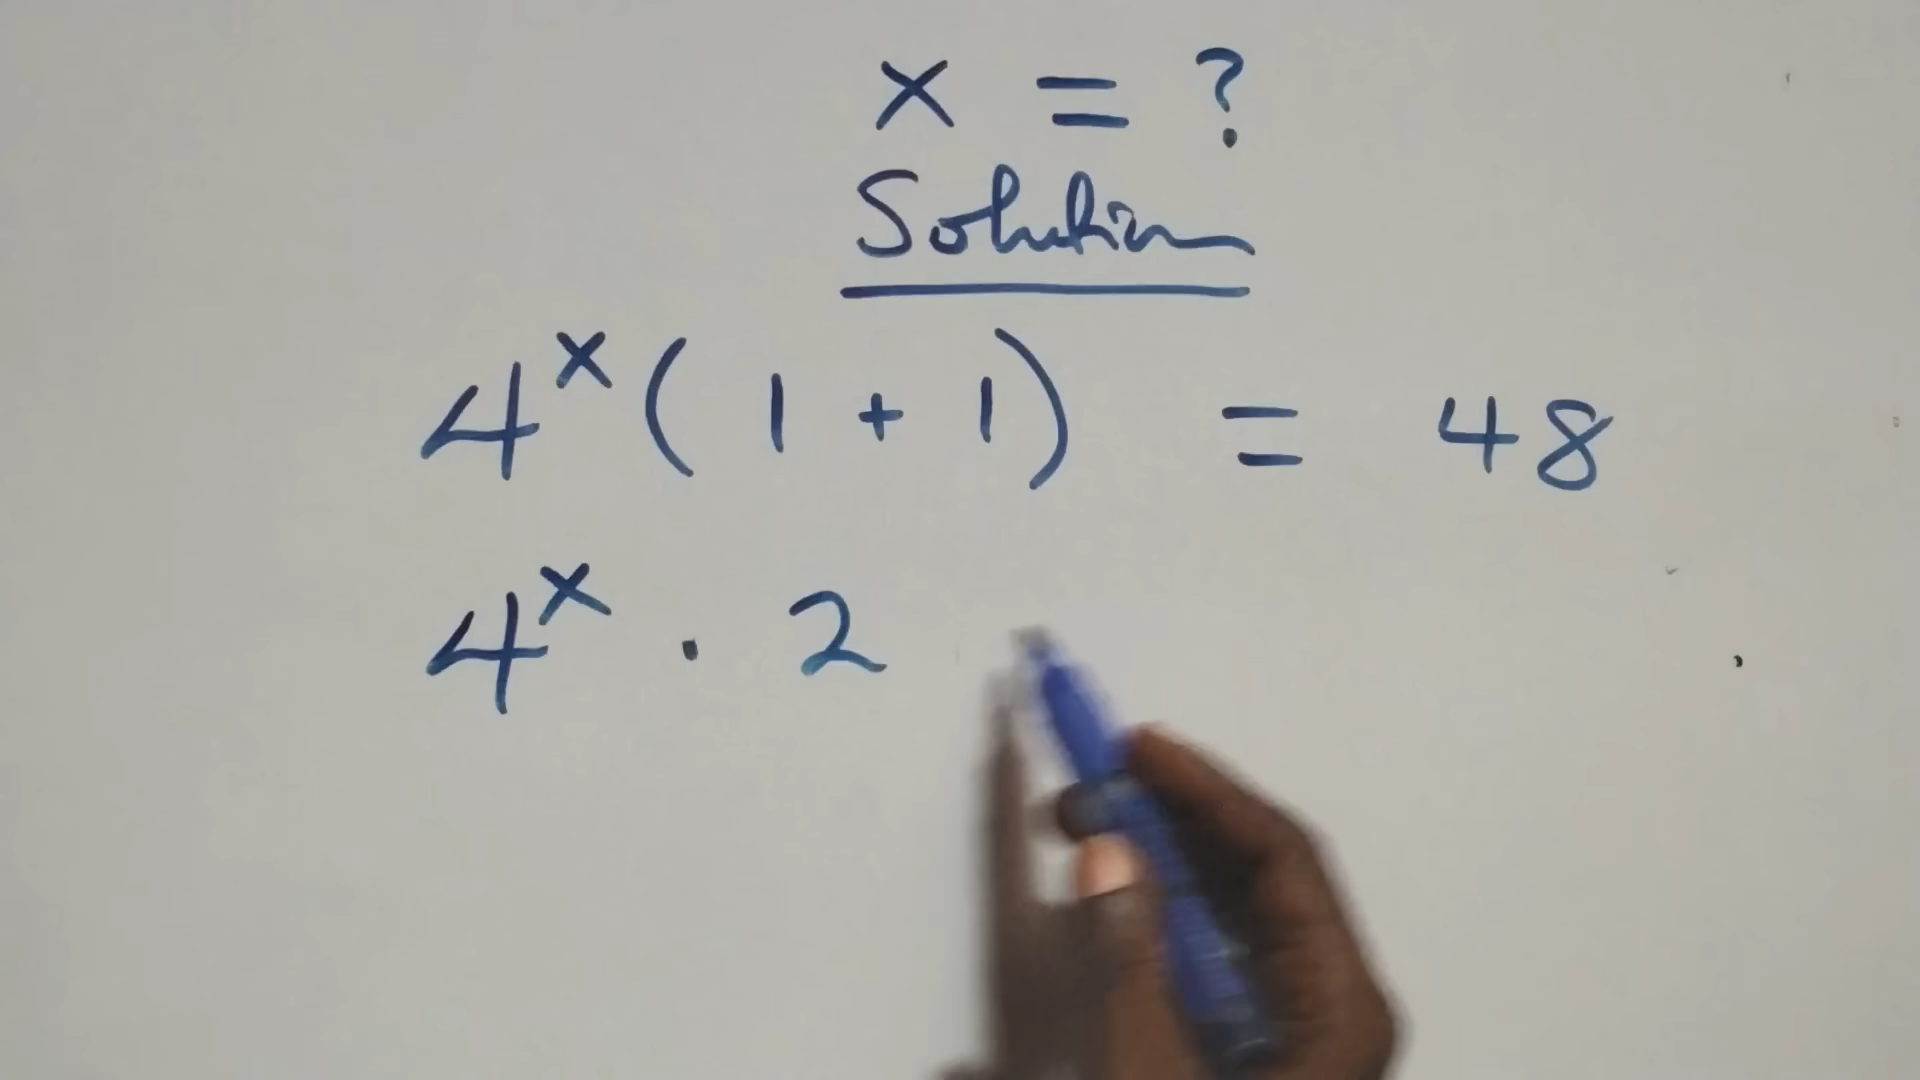 x = ?
Solution
4^x ( 1 + 1 ) = 48
4^x . 2